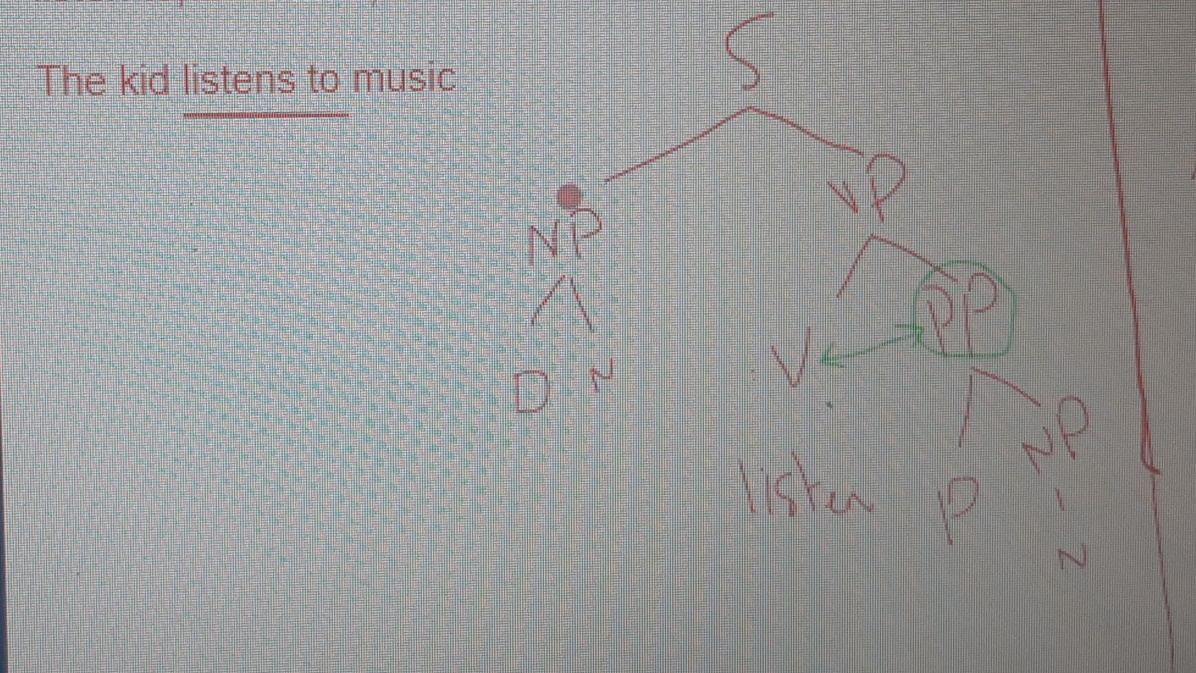 The kid listens to music
S
NP VP
D N V PP
listen P NP
N